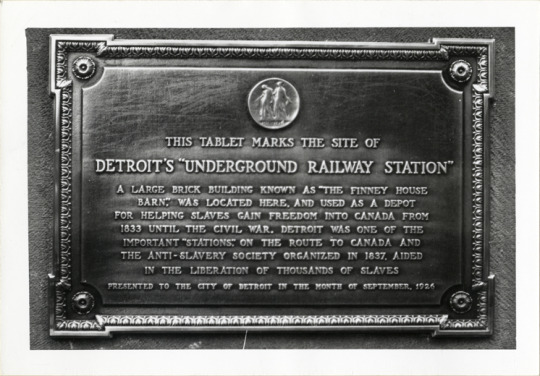 THIS TABLET MARKS THE SITE OF
DETROIT'S "UNDERGROUND RAILWAY STATION"
A LARGE BRICK BUILDING KNOWN AS "THE FINNEY HOUSE
BARN," WAS LOCATED HERE, AND USED AS A DEPOT
FOR HELPING SLAVES GAIN FREEDOM INTO CANADA FROM
1833 UNTIL THE CIVIL WAR. DETROIT WAS ONE OF THE
IMPORTANT "STATIONS," ON THE ROUTE TO CANADA AND
THE ANTI-SLAVERY SOCIETY ORGANIZED IN 1837, AIDED
IN THE LIBERATION OF THOUSANDS OF SLAVES
PRESENTED TO THE CITY OF DETROIT IN THE MONTH OF SEPTEMBER, 1926